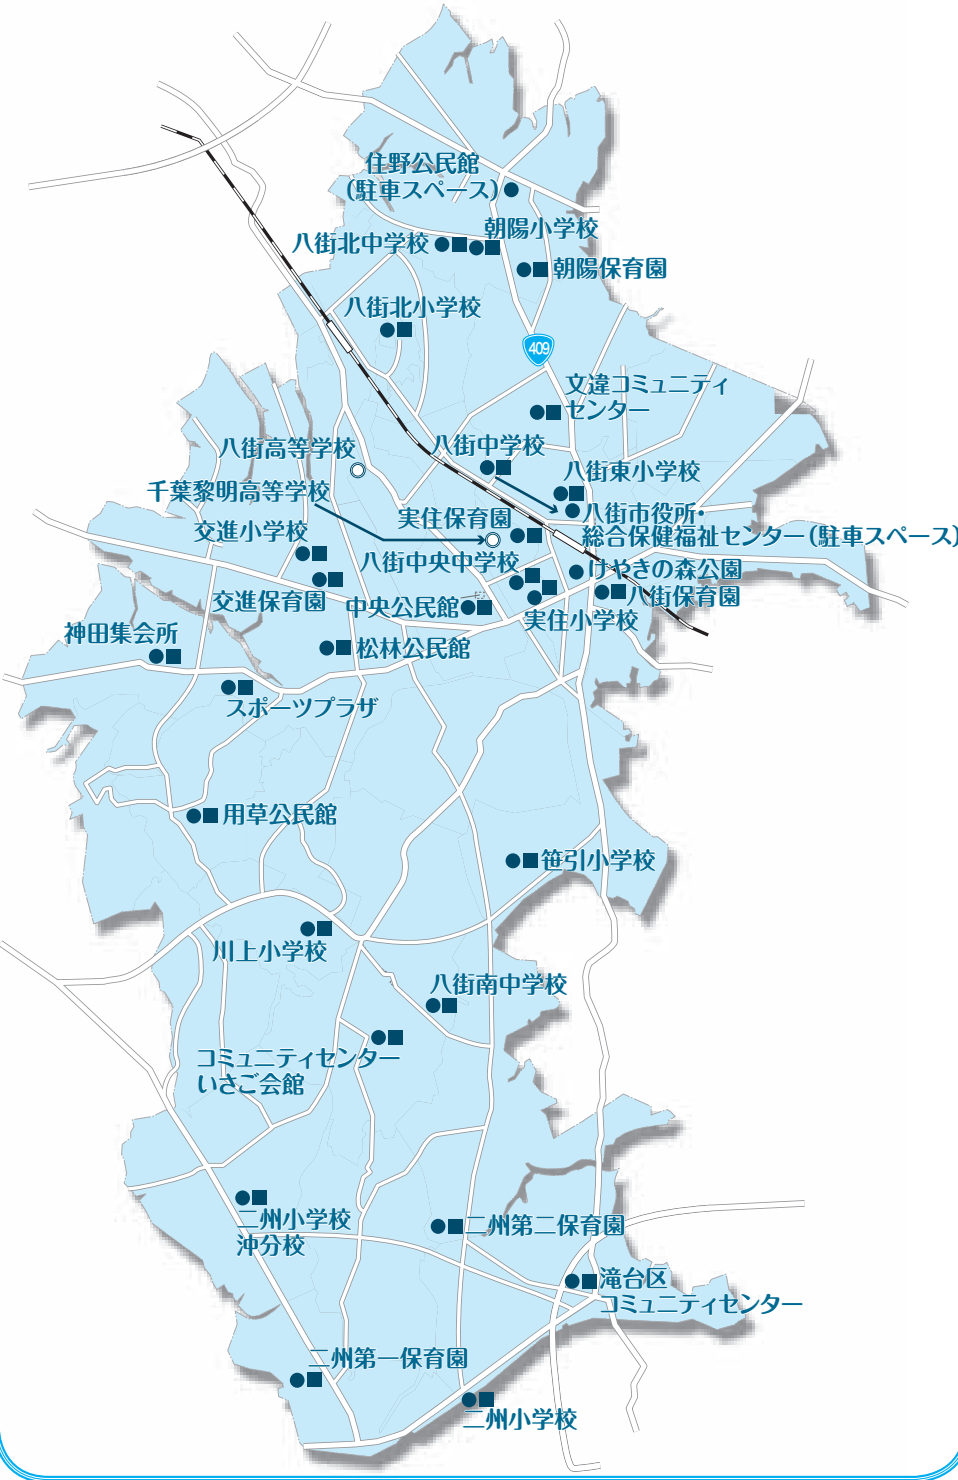 住野公民館
（駐車スペース）
朝陽小学校
八街北中学校
朝陽保育園
八街北小学校
409
文違コミュニティ
センター
八街中学校
八街高等学校
八街東小学校
千葉黎明高等学校
八街市役所・
総合保健福祉センター（駐車スペース）
実住保育園
交進小学校
八街中央中学校
けやきの森公園
八街保育園
交進保育園
中央公民館
実住小学校
神田集会所
松林公民館
スポーツプラザ
用草公民館
笹引小学校
川上小学校
八街南中学校
コミュニティセンター
いさご会館
二州小学校
沖分校
二州第二保育園
滝台区
コミュニティセンター
二州第一保育園
二州小学校